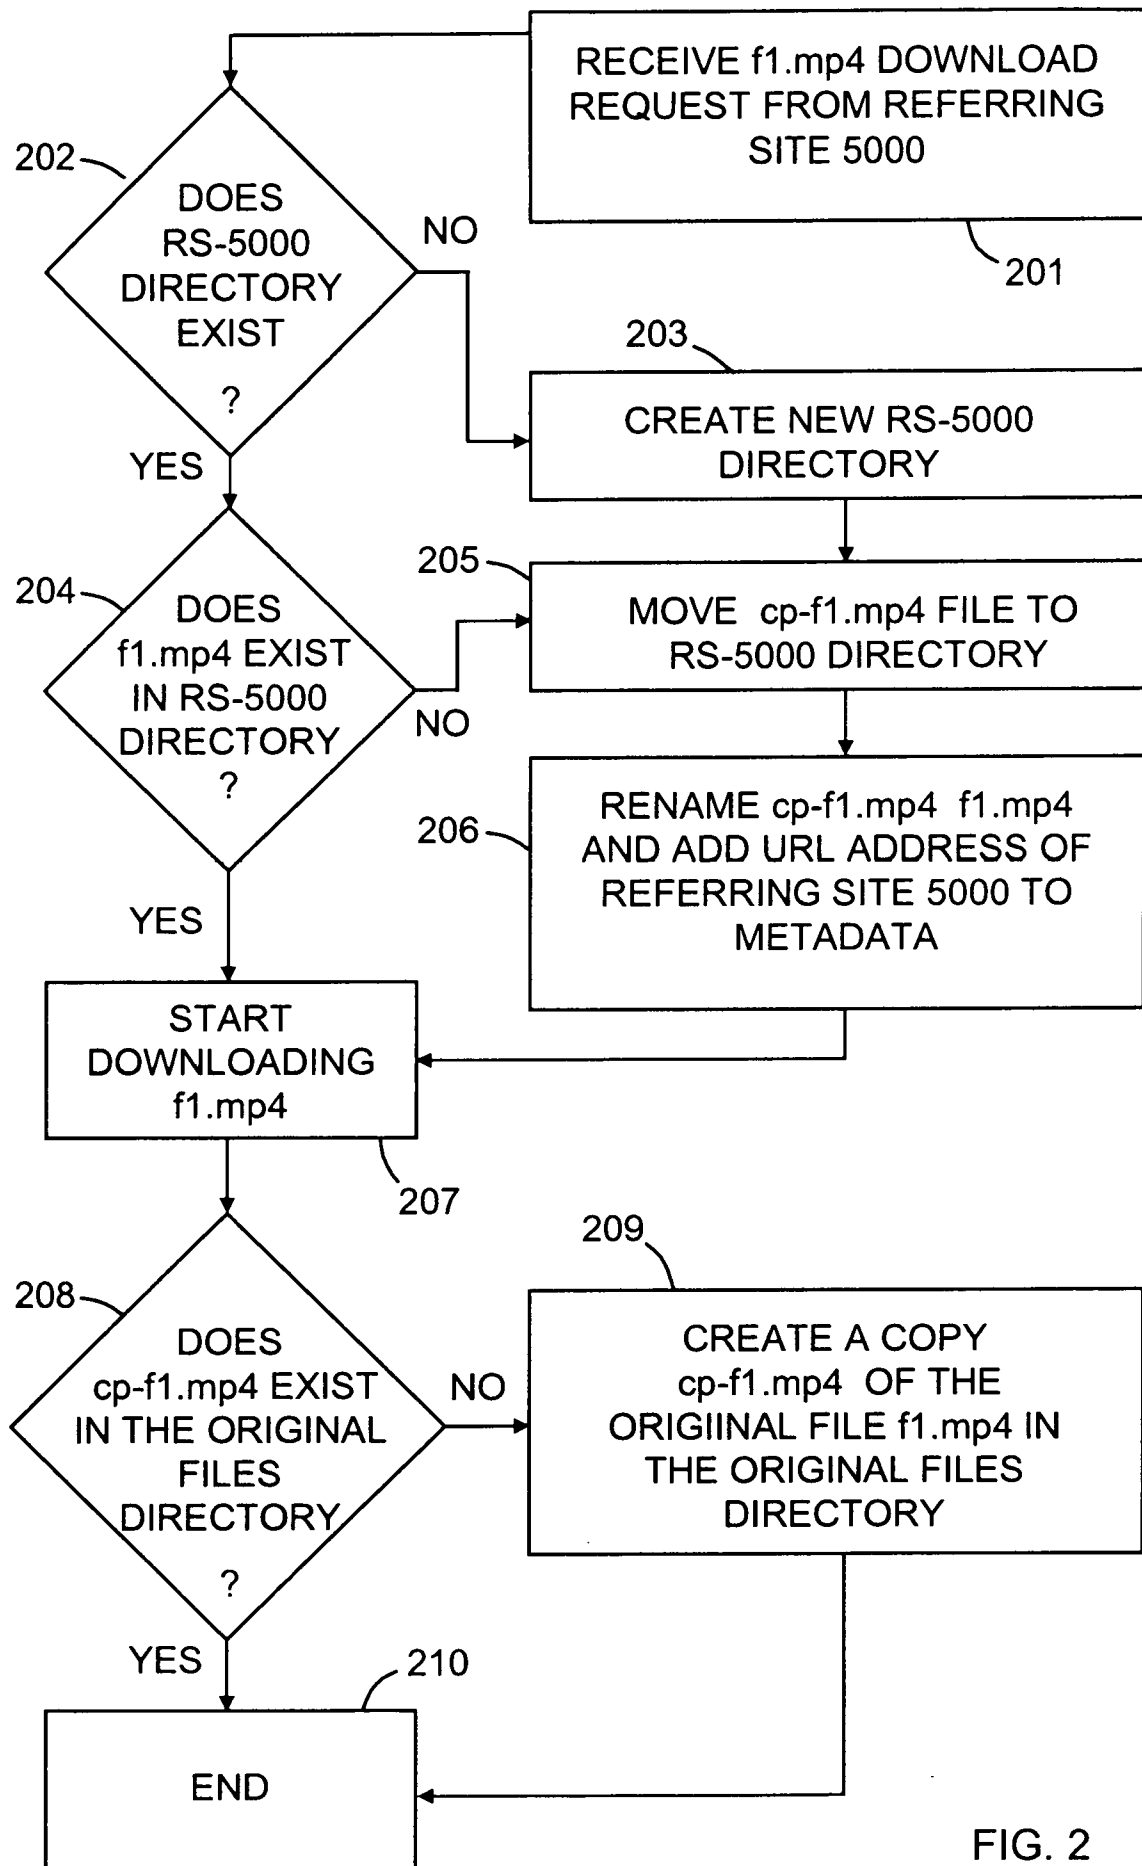 RECEIVE f1.mp4 DOWNLOAD
REQUEST FROM REFERRING
SITE 5000
201
202
DOES
RS-5000
DIRECTORY
EXIST
?
NO
YES
203
CREATE NEW RS-5000
DIRECTORY
204
DOES
f1.mp4 EXIST
IN RS-5000
DIRECTORY
?
NO
YES
205
MOVE cp-f1.mp4 FILE TO
RS-5000 DIRECTORY
206
RENAME cp-f1.mp4 f1.mp4
AND ADD URL ADDRESS OF
REFERRING SITE 5000 TO
METADATA
START
DOWNLOADING
f1.mp4
207
208
DOES
cp-f1.mp4 EXIST
IN THE ORIGINAL
FILES
DIRECTORY
?
NO
YES
209
CREATE A COPY
cp-f1.mp4 OF THE
ORIGIINAL FILE f1.mp4 IN
THE ORIGINAL FILES
DIRECTORY
210
END
FIG. 2